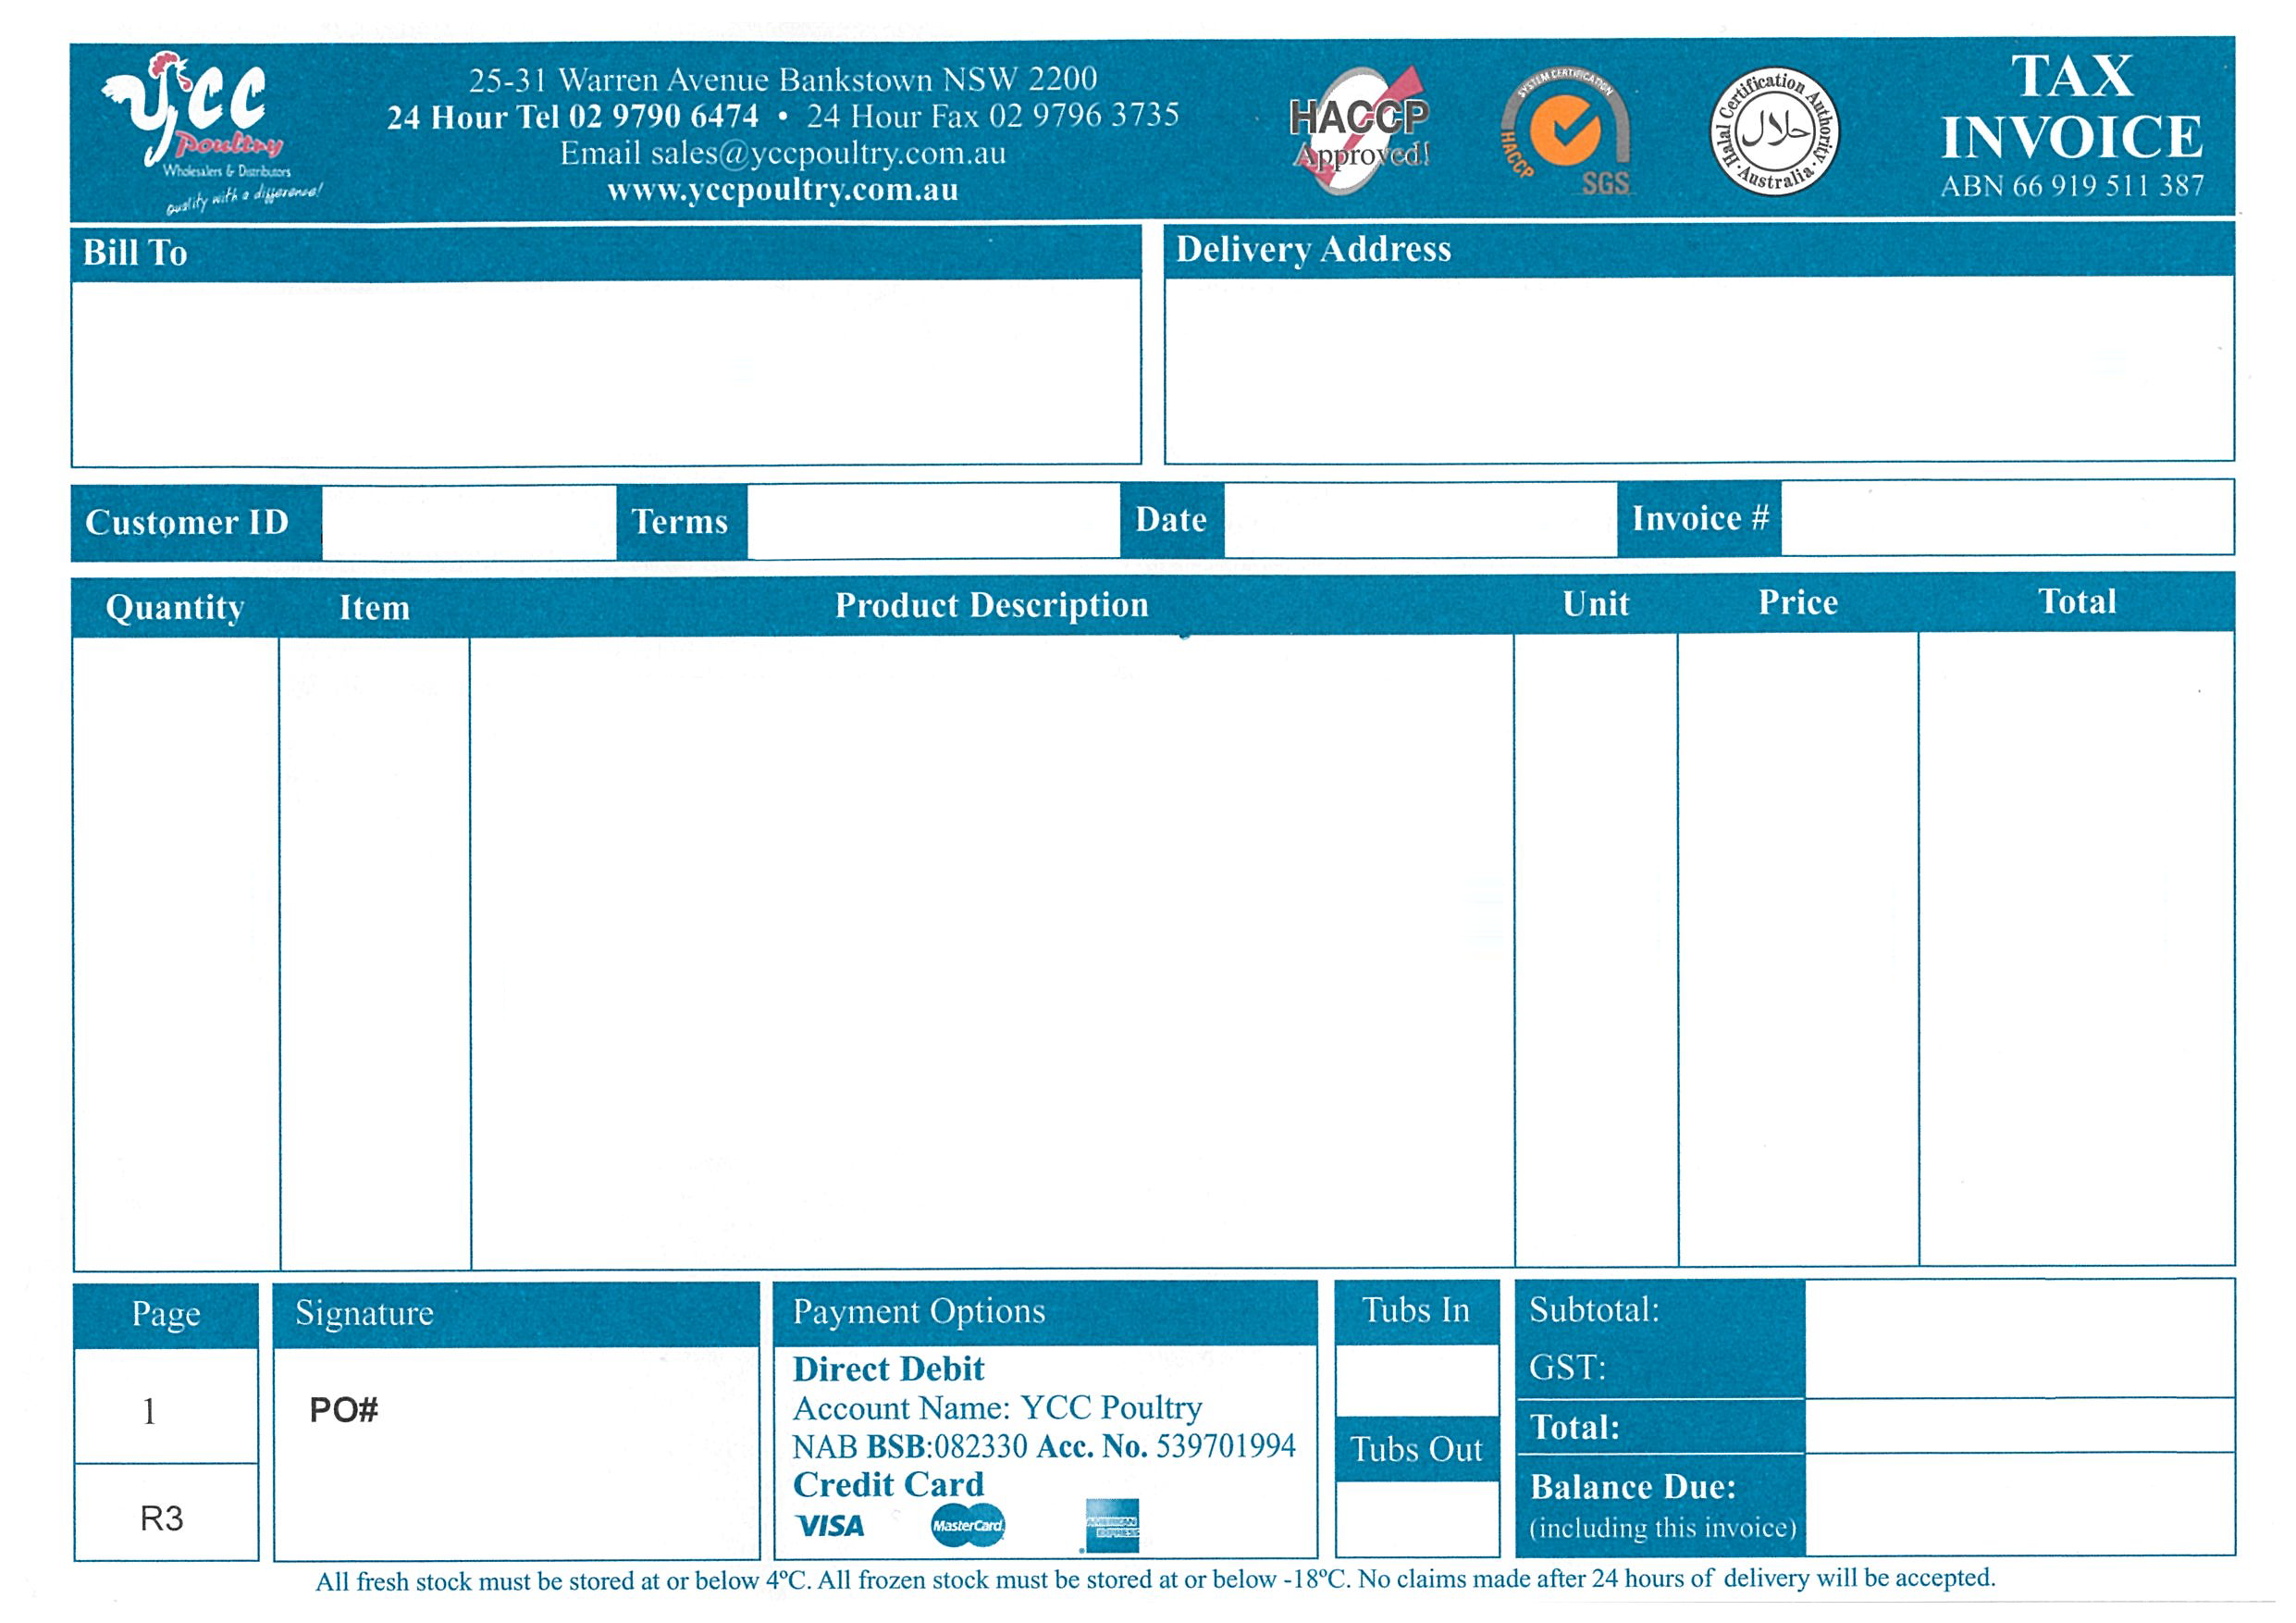 YCC
Poultry
Wholesalers & Distributors
quality with a difference!
25-31 Warren Avenue Bankstown NSW 2200
24 Hour Tel 02 9790 6474 • 24 Hour Fax 02 9796 3735
Email sales@yccpoultry.com.au
www.yccpoultry.com.au
HACCP
Approved!
SYSTEM CERTIFICATION
HACCP
SGS
Halal Certification Authority · Australia ·
حلال
TAX
INVOICE
ABN 66 919 511 387
Bill To
Delivery Address
Customer ID Terms Date Invoice #
Quantity Item Product Description Unit Price Total
Page
1
R3
Signature
PO#
Payment Options
Direct Debit
Account Name: YCC Poultry
NAB BSB:082330 Acc. No. 539701994
Credit Card
VISA MasterCard AMERICAN EXPRESS
Tubs In
Tubs Out
Subtotal:
GST:
Total:
Balance Due:
(including this invoice)
All fresh stock must be stored at or below 4ºC. All frozen stock must be stored at or below -18ºC. No claims made after 24 hours of delivery will be accepted.